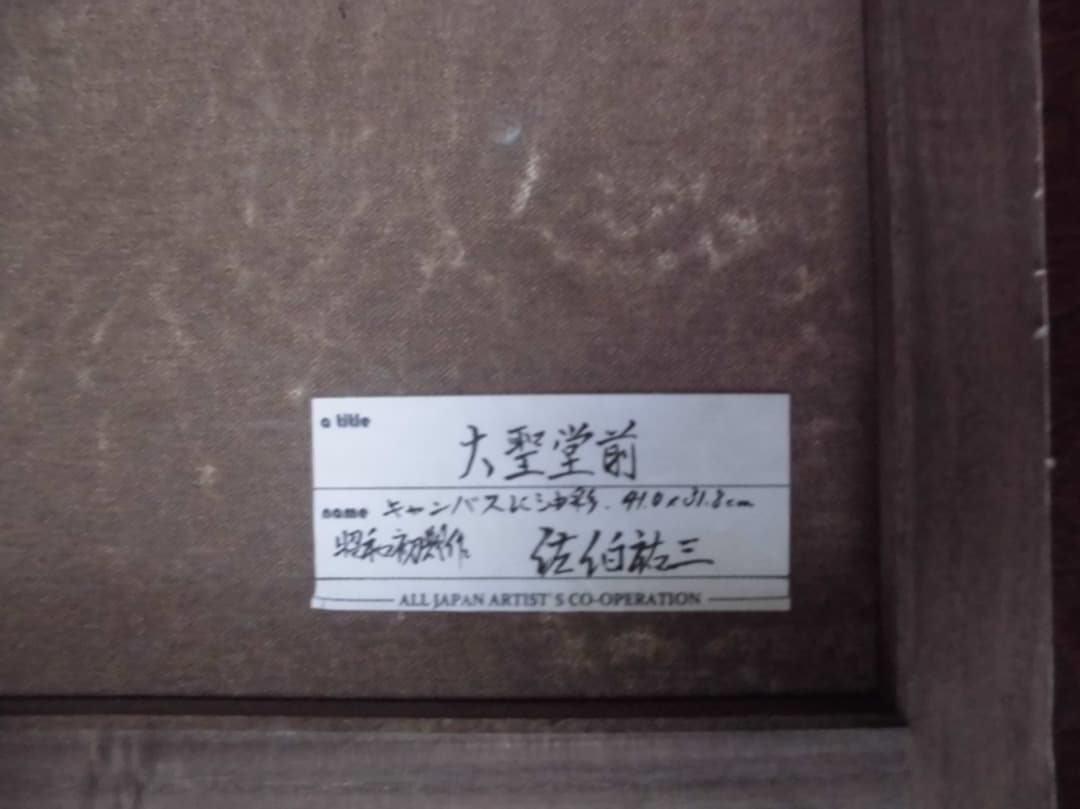 a title
大聖堂前
name キャンバスに油彩. 41.0×31.8cm
昭和初期作 佐伯祐三
ALL JAPAN ARTIST'S CO-OPERATION